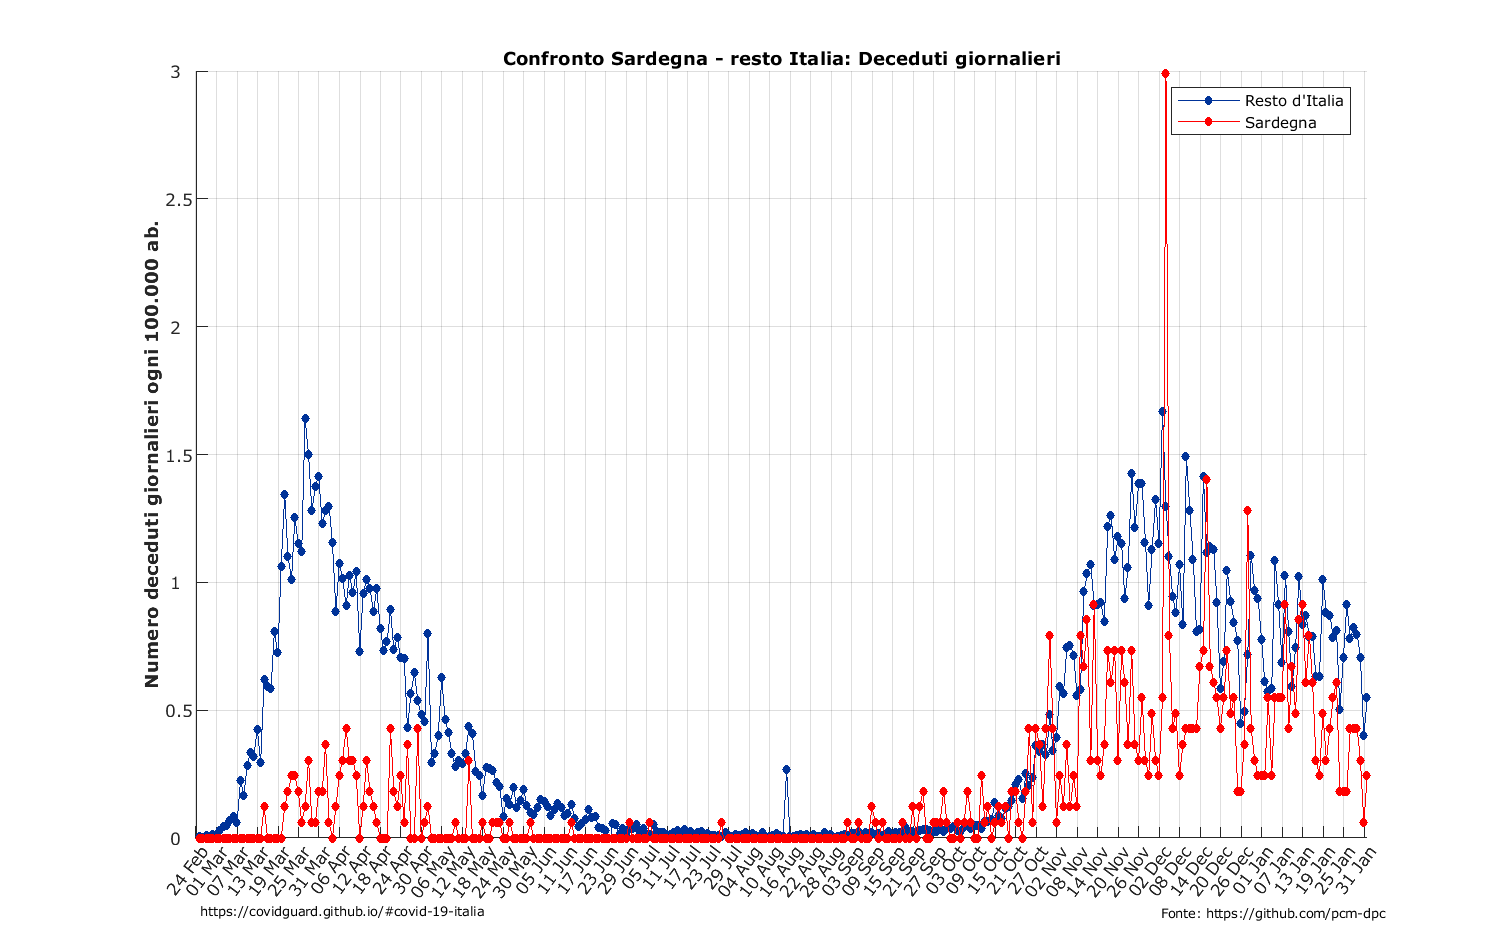 Confronto Sardegna - resto Italia: Deceduti giornalieri
Numero deceduti giornalieri ogni 100.000 ab.
3
2.5
2
1.5
1
0.5
0
Resto d'Italia
Sardegna
24 Feb
01 Mar
07 Mar
13 Mar
19 Mar
25 Mar
31 Mar
06 Apr
12 Apr
18 Apr
24 Apr
30 Apr
06 May
12 May
18 May
24 May
30 May
05 Jun
11 Jun
17 Jun
23 Jun
29 Jun
05 Jul
11 Jul
17 Jul
23 Jul
29 Jul
04 Aug
10 Aug
16 Aug
22 Aug
28 Aug
03 Sep
09 Sep
15 Sep
21 Sep
27 Sep
03 Oct
09 Oct
15 Oct
21 Oct
27 Oct
02 Nov
08 Nov
14 Nov
20 Nov
26 Nov
02 Dec
08 Dec
14 Dec
20 Dec
26 Dec
01 Jan
07 Jan
13 Jan
19 Jan
25 Jan
31 Jan
https://covidguard.github.io/#covid-19-italia
Fonte: https://github.com/pcm-dpc